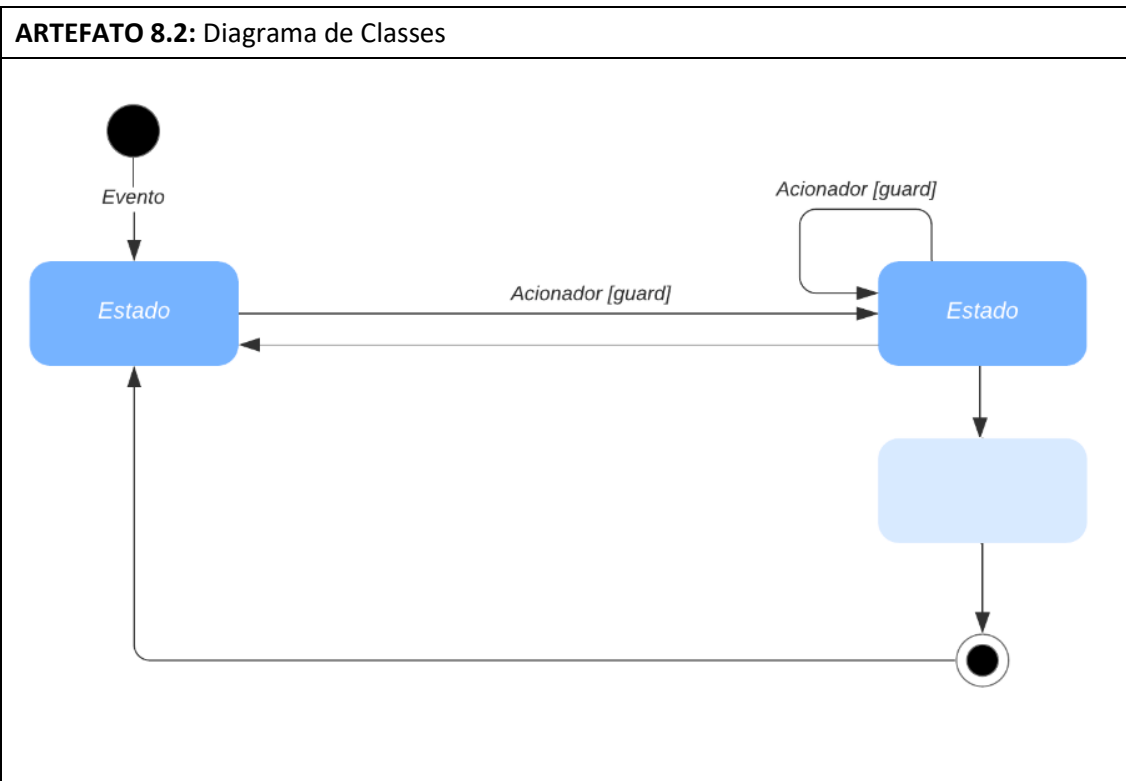 ARTEFATO 8.2: Diagrama de Classes
Evento
Acionador [guard]
Estado
Acionador [guard]
Estado